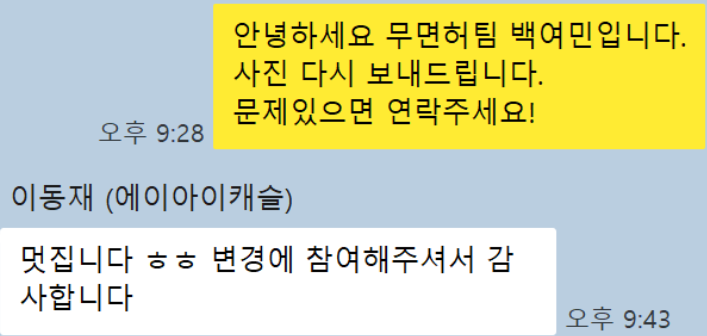 안녕하세요 무면허팀 백여민입니다.
사진 다시 보내드립니다.
문제있으면 연락주세요!
오후 9:28
이동재 (에이아이캐슬)
멋집니다 ㅎㅎ 변경에 참여해주셔서 감
사합니다
오후 9:43